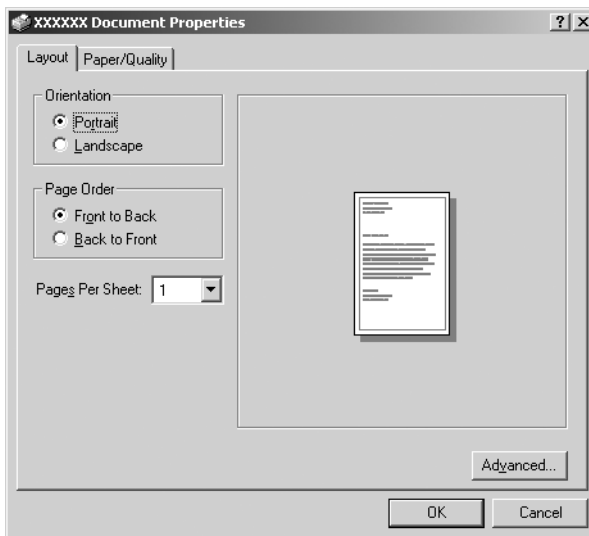 XXXXXX Document Properties
Layout Paper/Quality
Orientation
Portrait
Landscape
Page Order
Front to Back
Back to Front
Pages Per Sheet: 1
Advanced...
OK Cancel